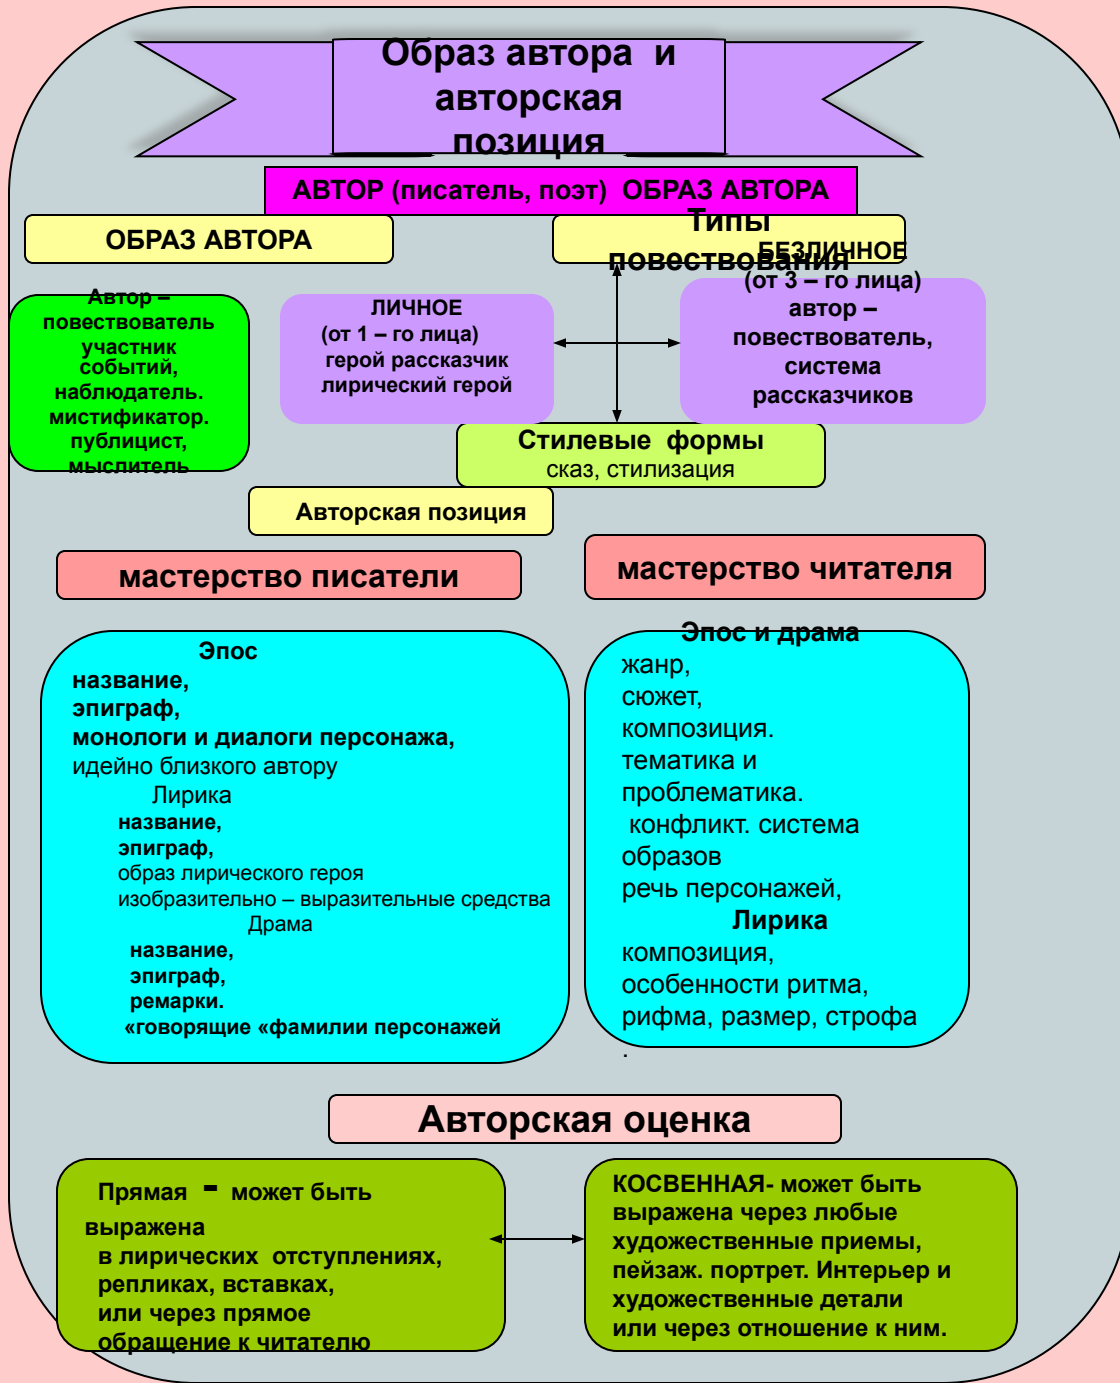 Образ автора и
авторская
позиция
АВТОР (писатель, поэт) ОБРАЗ АВТОРА
ОБРАЗ АВТОРА
Типы
повествования
Автор –
повествователь
участник
событий,
наблюдатель.
мистификатор.
публицист,
мыслитель
ЛИЧНОЕ
(от 1 – го лица)
герой рассказчик
лирический герой
БЕЗЛИЧНОЕ
(от 3 – го лица)
автор –
повествователь,
система
рассказчиков
Стилевые формы
сказ, стилизация
Авторская позиция
мастерство писатели
мастерство читателя
Эпос
название,
эпиграф,
монологи и диалоги персонажа,
идейно близкого автору
Лирика
название,
эпиграф,
образ лирического героя
изобразительно – выразительные средства
Драма
название,
эпиграф,
ремарки.
«говорящие «фамилии персонажей
Эпос и драма
жанр,
сюжет,
композиция.
тематика и
проблематика.
конфликт. система
образов
речь персонажей,
Лирика
композиция,
особенности ритма,
рифма, размер, строфа
.
Авторская оценка
Прямая - может быть
выражена
в лирических отступлениях,
репликах, вставках,
или через прямое
обращение к читателю
КОСВЕННАЯ- может быть
выражена через любые
художественные приемы,
пейзаж. портрет. Интерьер и
художественные детали
или через отношение к ним.